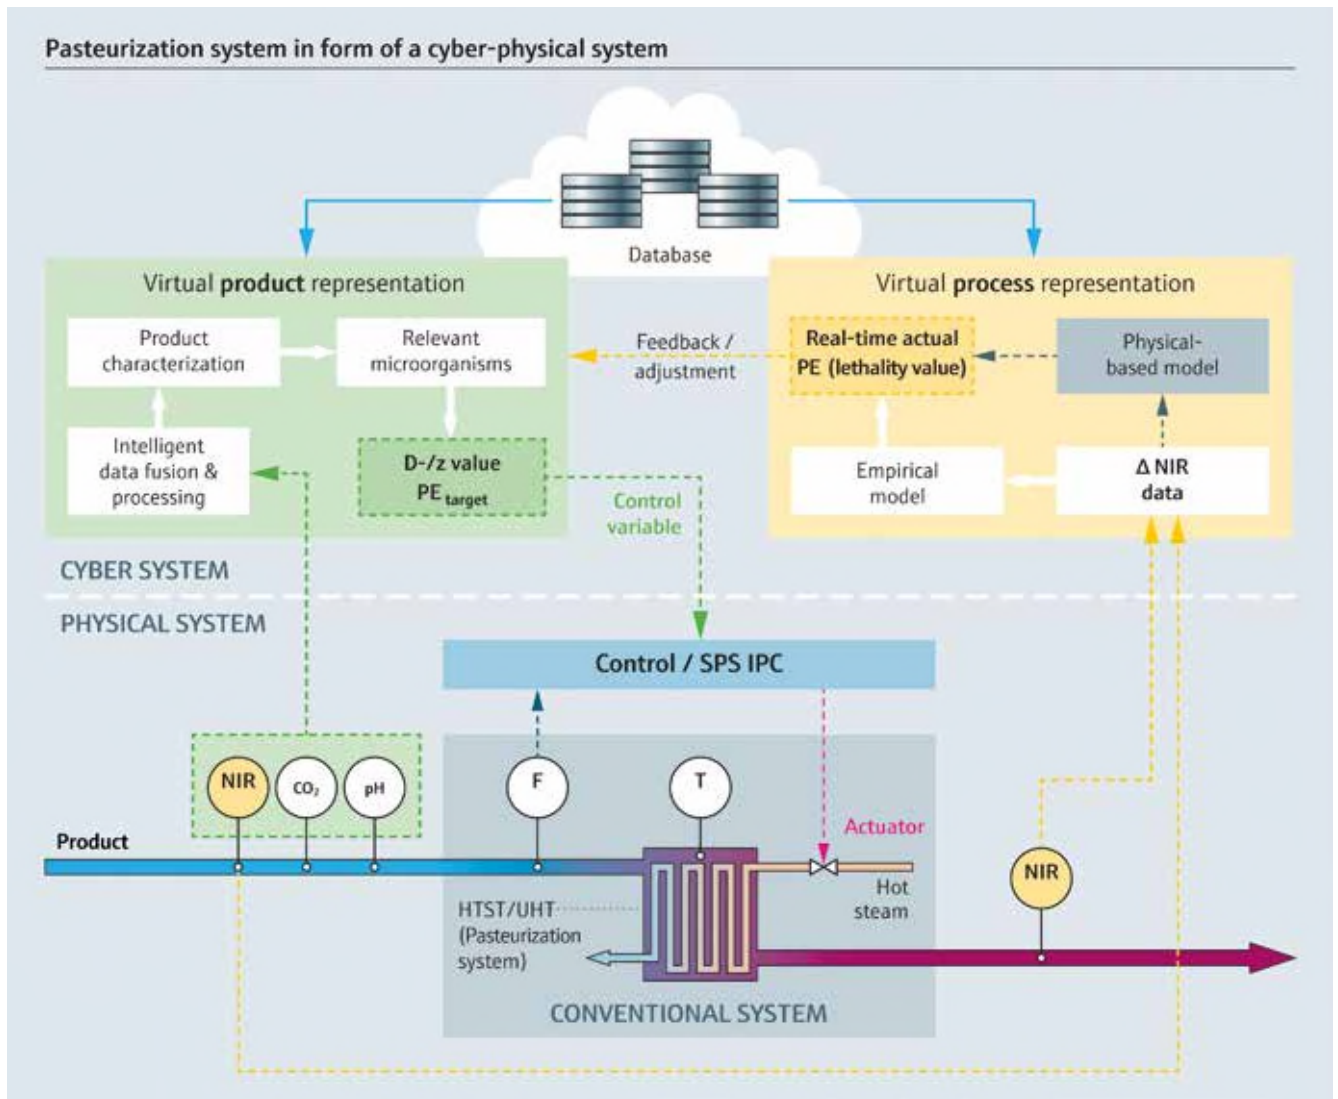 Pasteurization system in form of a cyber-physical system
Database
Virtual product representation
Product
characterization
Relevant
microorganisms
Intelligent
data fusion &
processing
D-/z value
PE target
Feedback /
adjustment
Control
variable
Virtual process representation
Real-time actual
PE (lethality value)
Physical-
based model
Empirical
model
Δ NIR
data
CYBER SYSTEM
PHYSICAL SYSTEM
Control / SPS IPC
NIR
CO₂
pH
F
T
Product
Actuator
Hot
steam
NIR
HTST/UHT
(Pasteurization
system)
CONVENTIONAL SYSTEM